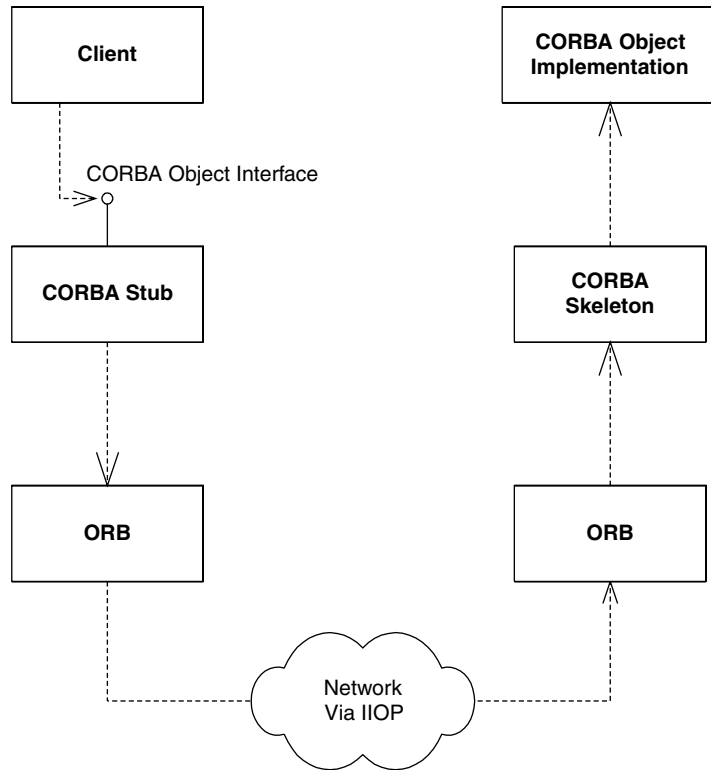 Client
CORBA Object
Implementation
CORBA Object Interface
CORBA Stub
CORBA
Skeleton
ORB
ORB
Network
Via IIOP